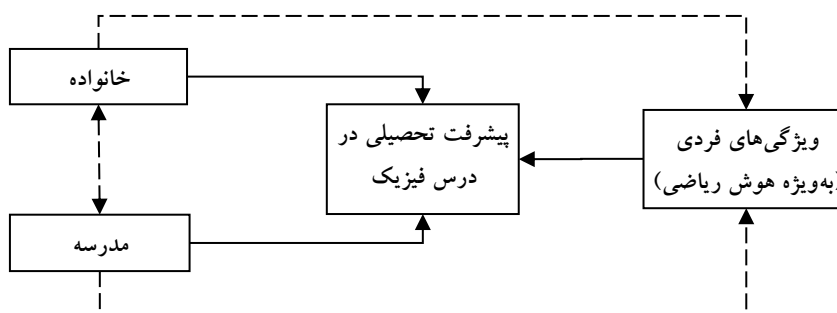 خانواده
پیشرفت تحصیلی در
درس فیزیک
ویژگی‌های فردی
(به‌ویژه هوش ریاضی)
مدرسه